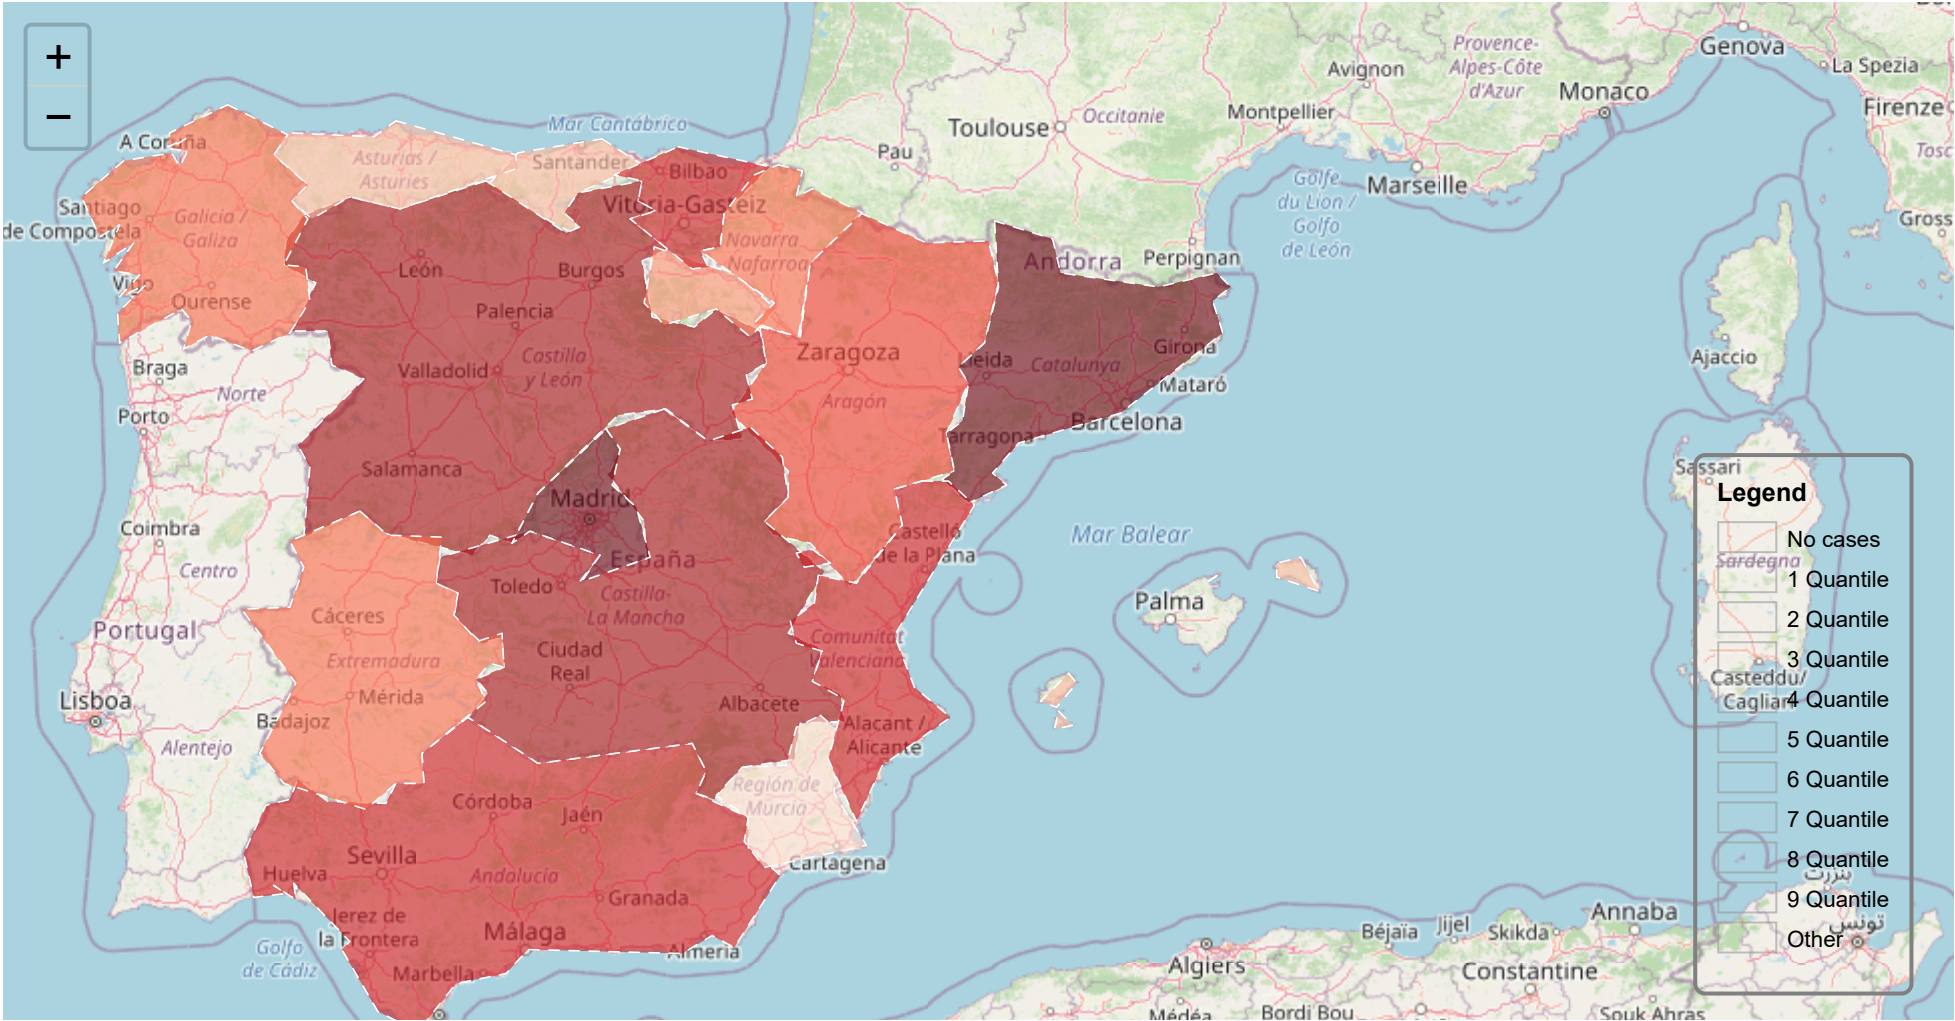 +
−
A Coruña
Santiago
de Compostela
Galicia /
Galiza
Vigo
Ourense
Asturias /
Asturies
Mar Cantábrico
Santander
Bilbao
Vitoria-Gasteiz
Navarra
Nafarroa
León
Burgos
Palencia
Castilla
y León
Valladolid
Salamanca
Zaragoza
Aragón
Andorra
Lleida
Catalunya
Girona
Mataró
Barcelona
Tarragona
Perpignan
Pau
Toulouse
Occitanie
Montpellier
Avignon
Provence-
Alpes-Côte
d'Azur
Marseille
Monaco
Genova
La Spezia
Firenze
Golfe
du Lion /
Golfo
de León
Ajaccio
Sassari
Sardegna
Casteddu/
Cagliari
Braga
Norte
Porto
Coimbra
Centro
Portugal
Lisboa
Alentejo
Madrid
España
Toledo
Castilla-
La Mancha
Ciudad
Real
Albacete
Cáceres
Extremadura
Mérida
Badajoz
Castelló
de la Plana
Comunitat
Valenciana
Alacant /
Alicante
Región de
Murcia
Cartagena
Córdoba
Jaén
Sevilla
Huelva
Andalucía
Granada
Jerez de
la Frontera
Málaga
Marbella
Almería
Golfo
de Cádiz
Mar Balear
Palma
Algiers
Médéa
Bordj Bou
Béjaïa
Jijel
Skikda
Constantine
Annaba
Souk Ahras
بنزرت
تونس
Legend
No cases
1 Quantile
2 Quantile
3 Quantile
4 Quantile
5 Quantile
6 Quantile
7 Quantile
8 Quantile
9 Quantile
Other